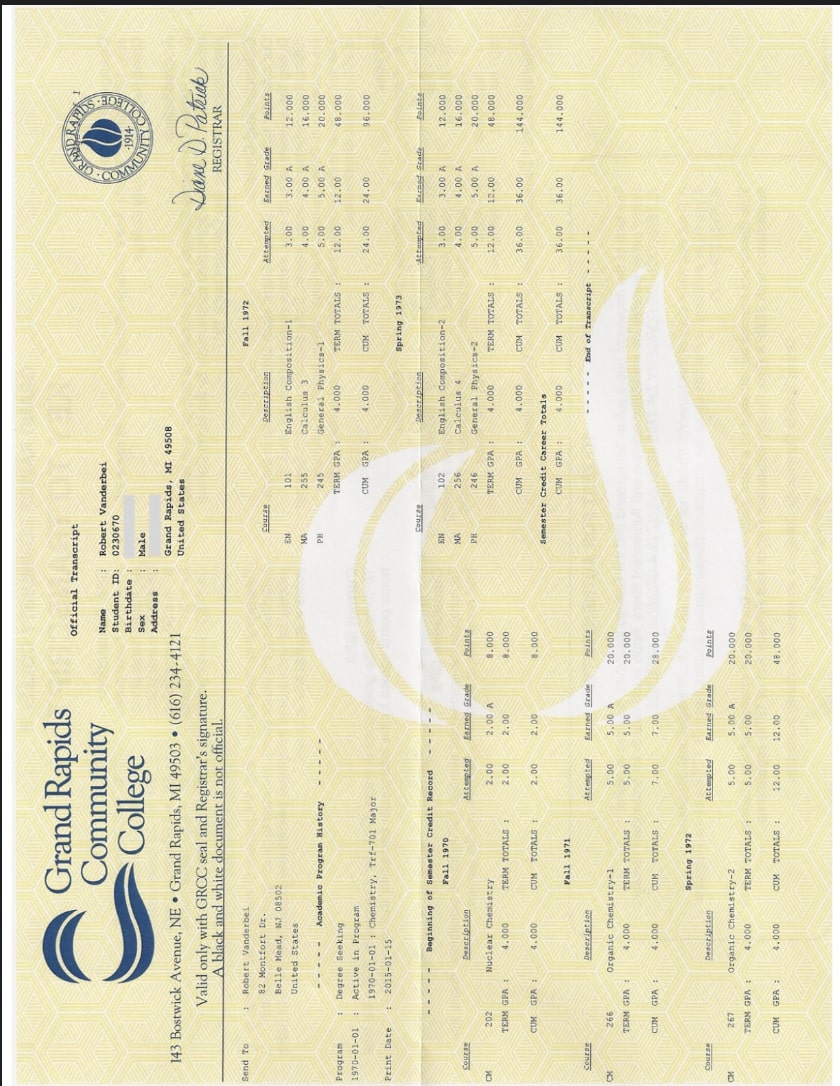 Grand Rapids
Community
College
143 Bostwick Avenue, NE • Grand Rapids, MI 49503 • (616) 234-4121
Valid only with GRCC seal and Registrar's signature.
A black and white document is not official.
Official Transcript
Name : Robert Vanderbei
Student ID: 0230670
Birthdate :
Sex : Male
Address :
Grand Rapids, MI 49508
United States
GRAND RAPIDS COMMUNITY COLLEGE
·1914·
1
Diane D. Patrick
REGISTRAR
Send To : Robert Vanderbei
82 Montfort Dr.
Belle Mead, NJ 08502
United States
- - - - - Academic Program History - - - - -
Program : Degree Seeking
1970-01-01 : Active in Program
1970-01-01 : Chemistry, Trf-701 Major
Print Date : 2015-01-15
- - - - - Beginning of Semester Credit Record - - - - -
Fall 1970
Course Description Attempted Earned Grade Points
CM 202 Nuclear Chemistry 2.00 2.00 A 8.000
TERM GPA : 4.000 TERM TOTALS : 2.00 2.00 8.000
CUM GPA : 4.000 CUM TOTALS : 2.00 2.00 8.000
Fall 1971
Course Description Attempted Earned Grade Points
CM 266 Organic Chemistry-1 5.00 5.00 A 20.000
TERM GPA : 4.000 TERM TOTALS : 5.00 5.00 20.000
CUM GPA : 4.000 CUM TOTALS : 7.00 7.00 28.000
Spring 1972
Course Description Attempted Earned Grade Points
CM 267 Organic Chemistry-2 5.00 5.00 A 20.000
TERM GPA : 4.000 TERM TOTALS : 5.00 5.00 20.000
CUM GPA : 4.000 CUM TOTALS : 12.00 12.00 48.000
Fall 1972
Course Description Attempted Earned Grade Points
EN 101 English Composition-1 3.00 3.00 A 12.000
MA 255 Calculus 3 4.00 4.00 A 16.000
PH 245 General Physics-1 5.00 5.00 A 20.000
TERM GPA : 4.000 TERM TOTALS : 12.00 12.00 48.000
CUM GPA : 4.000 CUM TOTALS : 24.00 24.00 96.000
Spring 1973
Course Description Attempted Earned Grade Points
EN 102 English Composition-2 3.00 3.00 A 12.000
MA 256 Calculus 4 4.00 4.00 A 16.000
PH 246 General Physics-2 5.00 5.00 A 20.000
TERM GPA : 4.000 TERM TOTALS : 12.00 12.00 48.000
CUM GPA : 4.000 CUM TOTALS : 36.00 36.00 144.000
Semester Credit Career Totals
CUM GPA : 4.000 CUM TOTALS : 36.00 36.00 144.000
- - - - - End of Transcript - - - - -